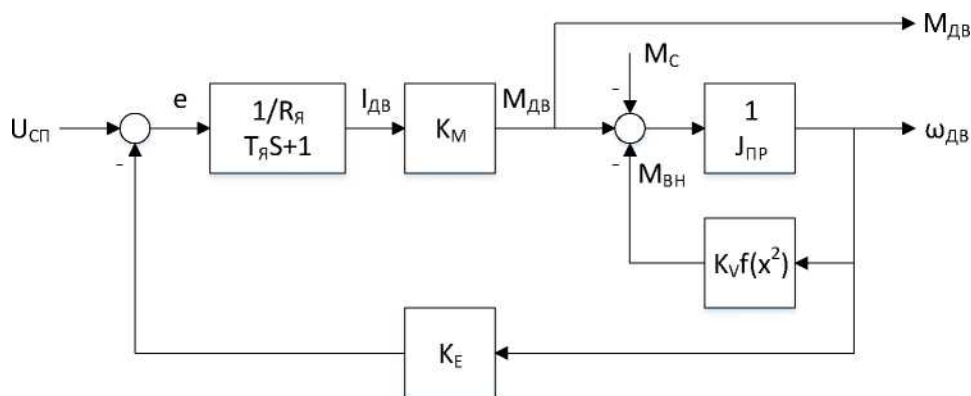 M_ДВ
M_C
e
1/R_Я
I_ДВ
M_ДВ
1
U_СП
K_M
ω_ДВ
T_ЯS+1
J_ПР
-
-
-
M_ВН
K_Vf(x²)
K_E